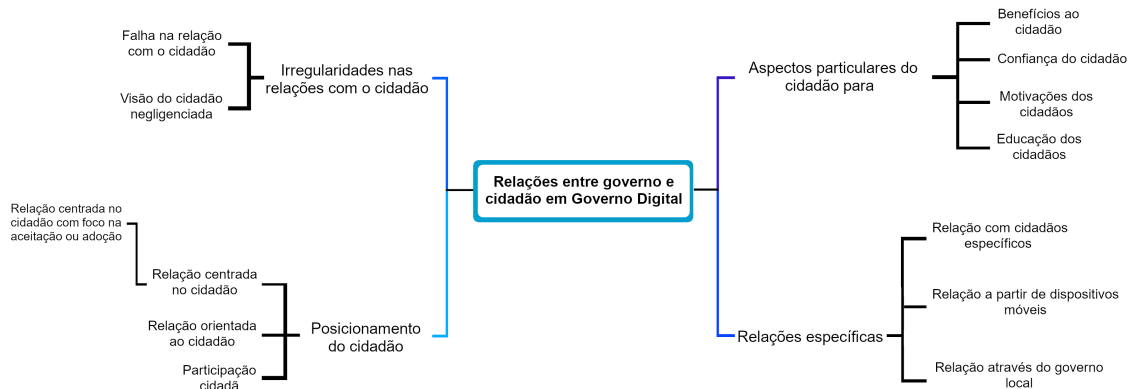 Relações entre governo e
cidadão em Governo Digital
Irregularidades nas
relações com o cidadão
Falha na relação
com o cidadão
Visão do cidadão
negligenciada
Posicionamento
do cidadão
Relação centrada
no cidadão
Relação centrada no
cidadão com foco na
aceitação ou adoção
Relação orientada
ao cidadão
Participação
cidadã
Aspectos particulares do
cidadão para
Benefícios ao
cidadão
Confiança do cidadão
Motivações dos
cidadãos
Educação dos
cidadãos
Relações específicas
Relação com cidadãos
específicos
Relação a partir de dispositivos
móveis
Relação através do governo
local